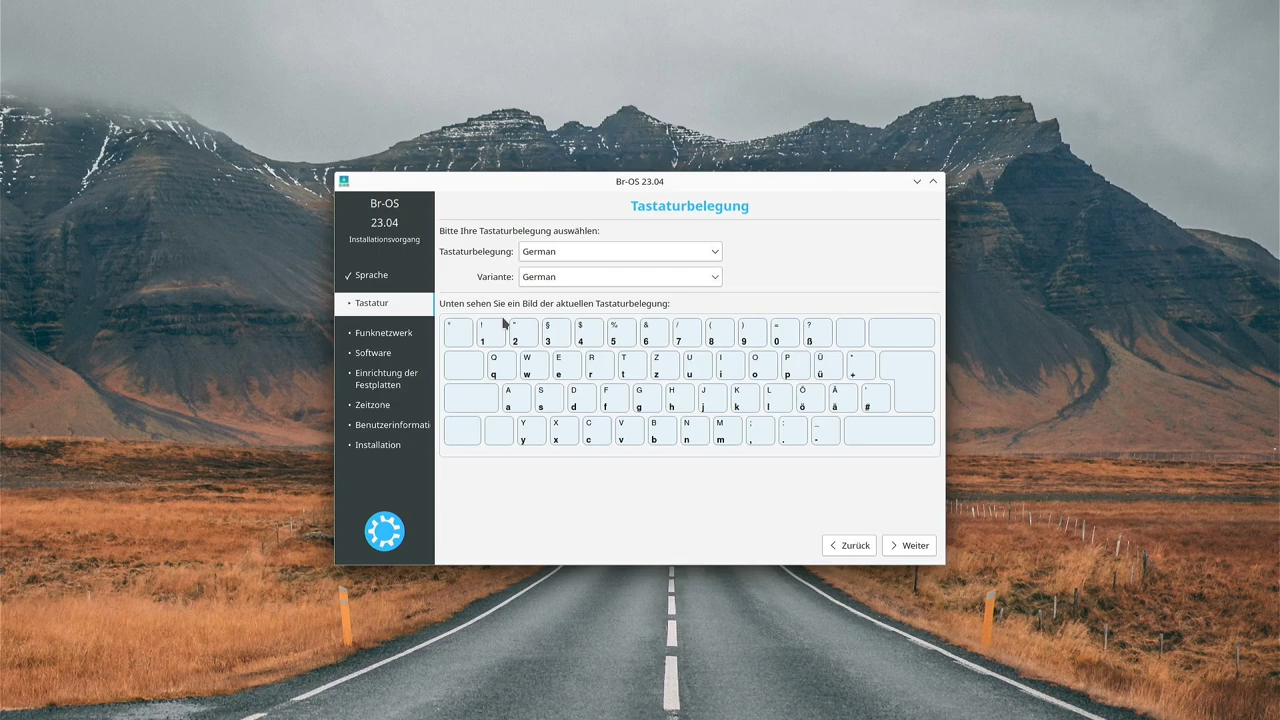 Br-OS 23.04
Br-OS
23.04
Installationsvorgang
✓ Sprache
Tastatur
Funknetzwerk
Software
Einrichtung der
Festplatten
Zeitzone
Benutzerinformati
Installation
Tastaturbelegung
Bitte Ihre Tastaturbelegung auswählen:
Tastaturbelegung: German
Variante: German
Unten sehen Sie ein Bild der aktuellen Tastaturbelegung:
° ! " § $ % & / ( ) = ?
1 2 3 4 5 6 7 8 9 0 ß
Q W E R T Z U I O P Ü *
q w e r t z u i o p ü +
A S D F G H J K L Ö Ä '
a s d f g h j k l ö ä #
Y X C V B N M ; : _
y x c v b n m , . -
Zurück Weiter